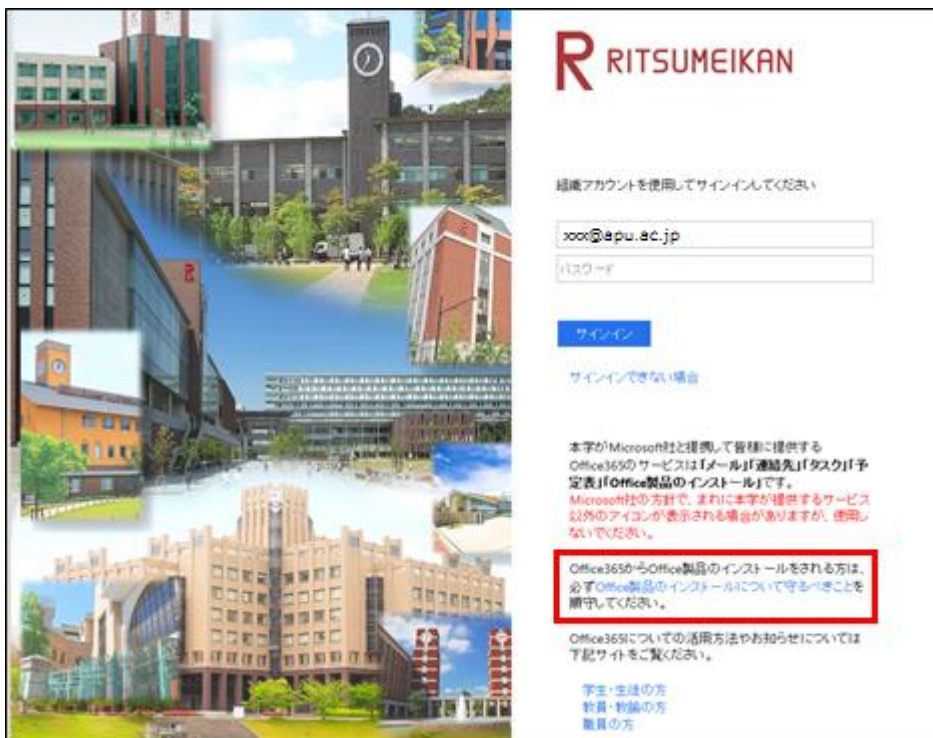 RITSUMEIKAN
組織アカウントを使用してサインインしてください
xxx@apu.ac.jp
パスワード
サインイン
サインインできない場合
本学がMicrosoft社と提携して皆様に提供する
Office365のサービスは「メール」「連絡先」「タスク」「予
定表」「Office製品のインストール」です。
Microsoft社の方針で、まれに本学が提供するサービス
以外のアイコンが表示される場合がありますが、使用し
ないでください。
Office365からOffice製品のインストールをされる方は、
必ずOffice製品のインストールについて守るべきことを
順守してください。
Office365についての活用方法やお知らせについては
下記サイトをご覧ください。
学生・生徒の方
教員・教諭の方
職員の方